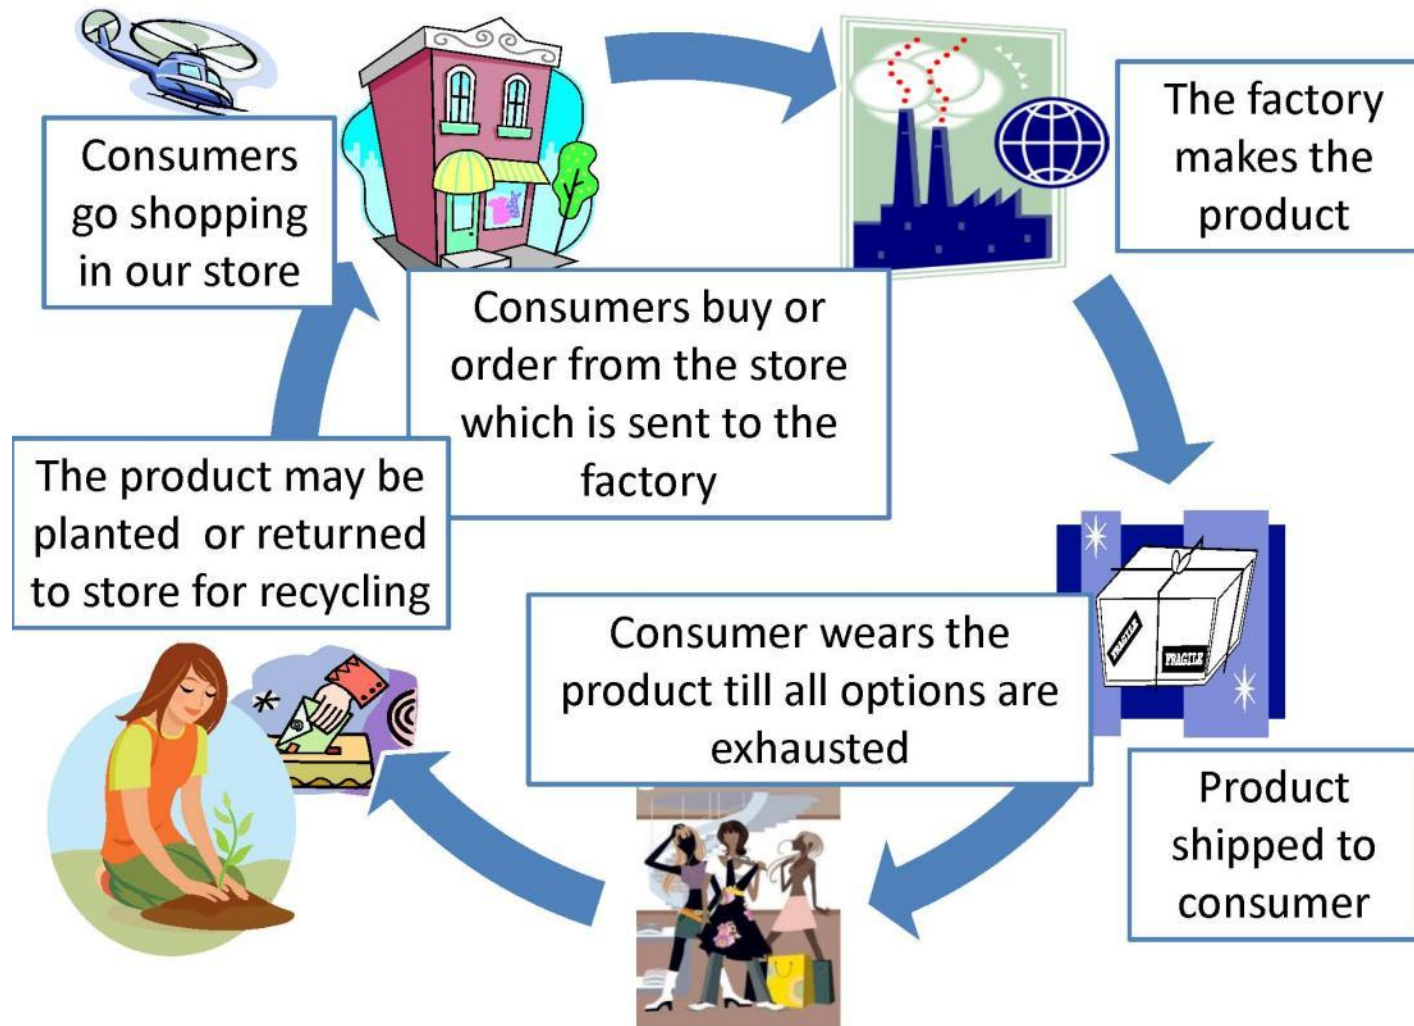 Consumers
go shopping
in our store
Consumers buy or
order from the store
which is sent to the
factory
The factory
makes the
product
FRAGILE
FRAGILE
Product
shipped to
consumer
Consumer wears the
product till all options are
exhausted
The product may be
planted or returned
to store for recycling